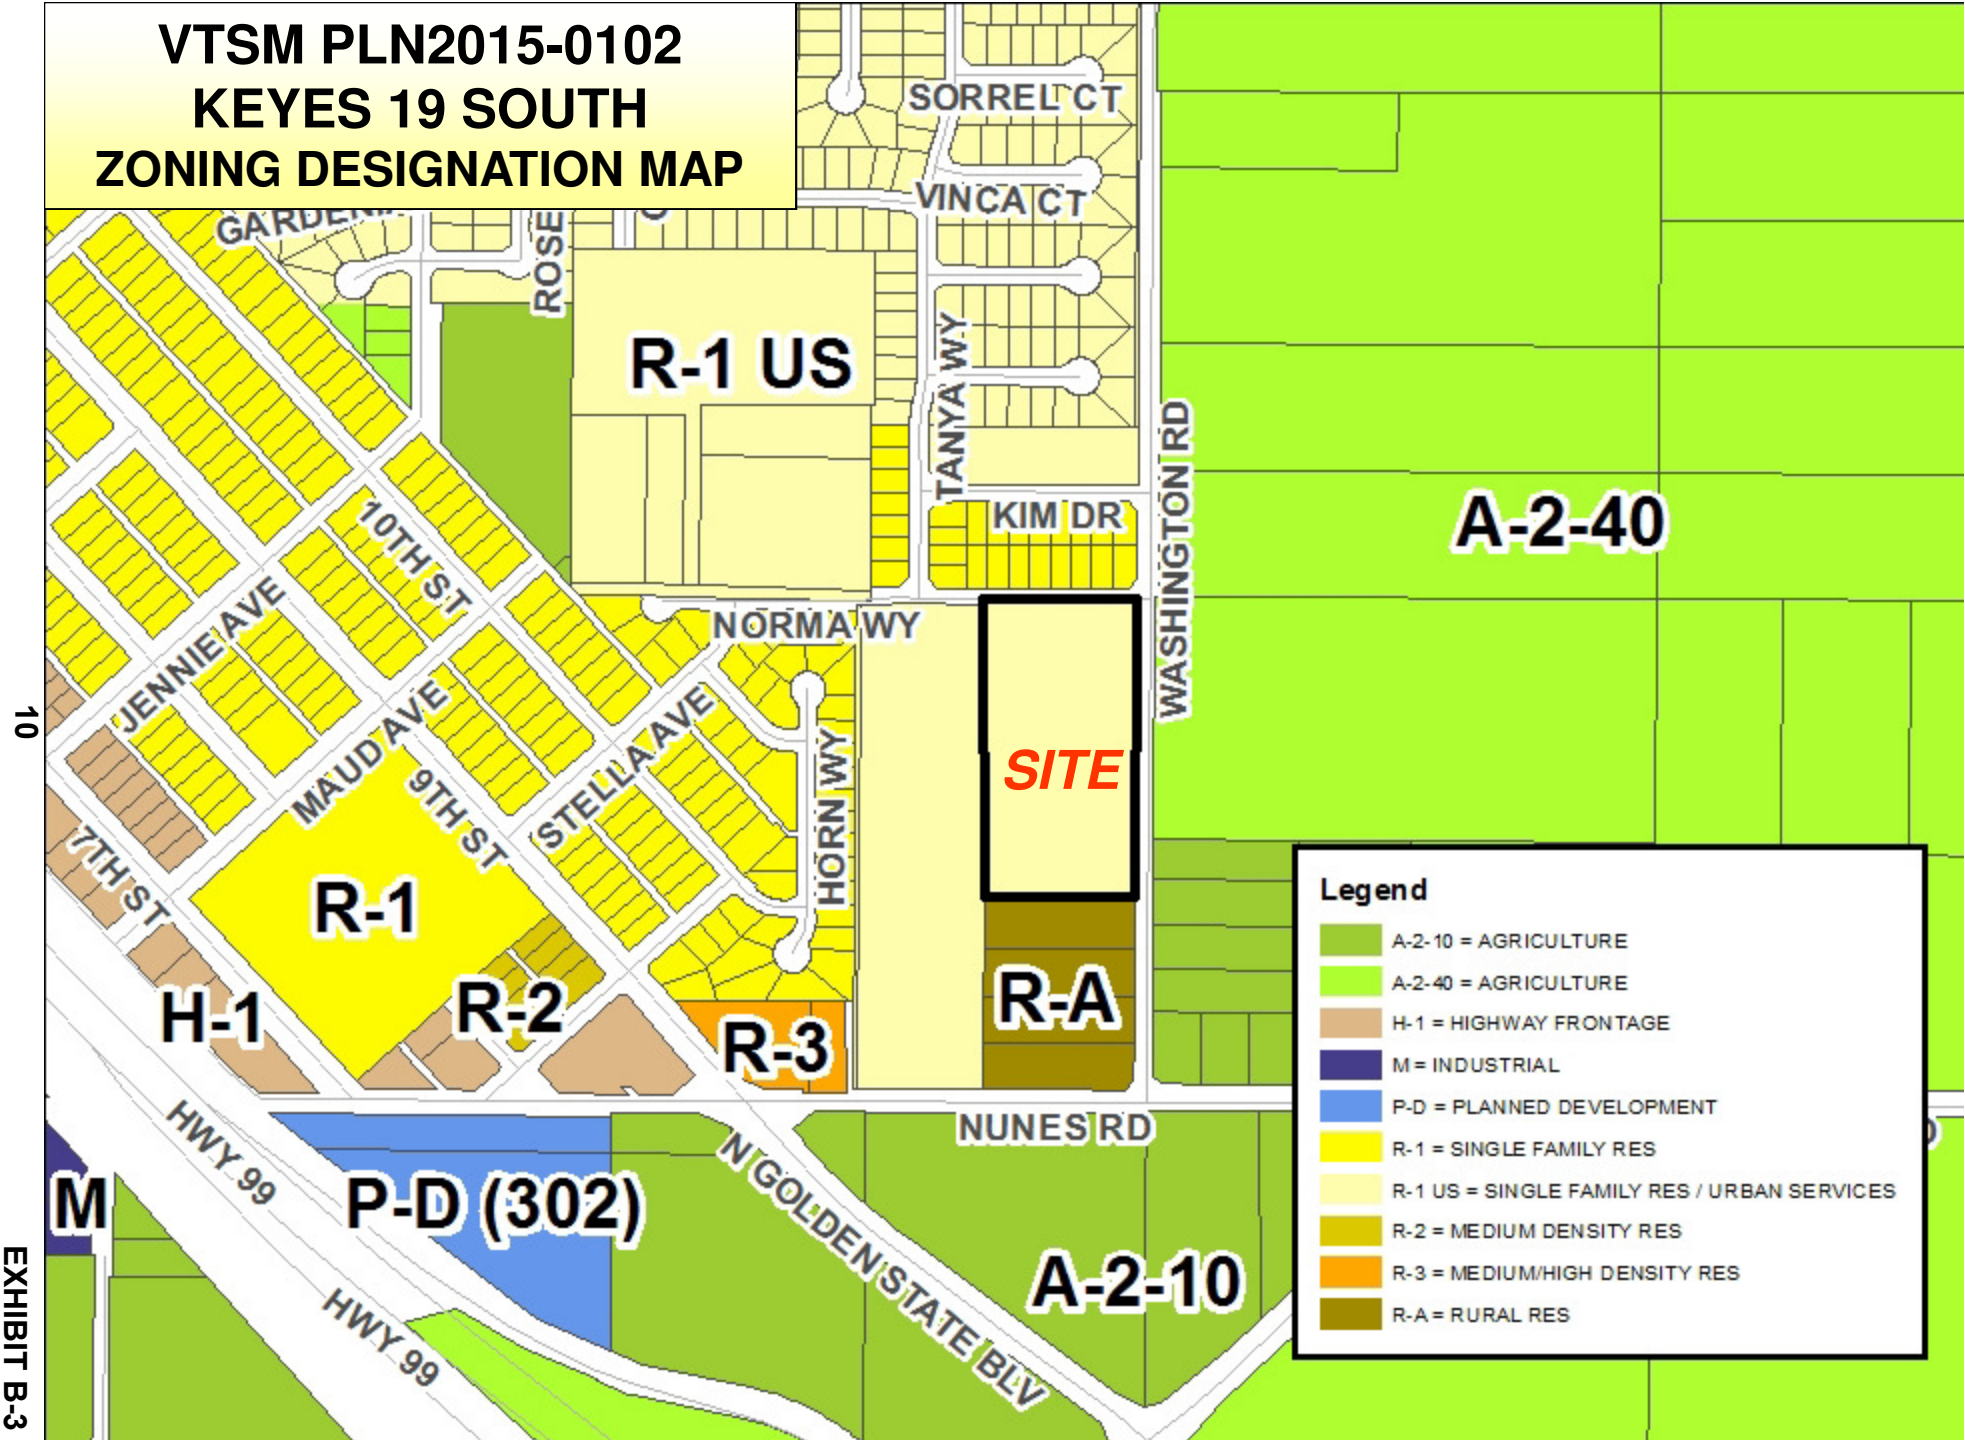 VTSM PLN2015-0102
KEYES 19 SOUTH
ZONING DESIGNATION MAP
SORREL CT
VINCA CT
ROSE
R-1 US
TANYA WY
KIM DR
WASHINGTON RD
A-2-40
10TH ST
JENNIE AVE
NORMA WY
MAUD AVE
STELLA AVE
9TH ST
HORN WY
SITE
7TH ST
R-1
R-2
H-1
R-3
R-A
NUNES RD
HWY 99
P-D (302)
M
N GOLDEN STATE BLV
A-2-10
HWY 99
Legend
A-2-10 = AGRICULTURE
A-2-40 = AGRICULTURE
H-1 = HIGHWAY FRONTAGE
M = INDUSTRIAL
P-D = PLANNED DEVELOPMENT
R-1 = SINGLE FAMILY RES
R-1 US = SINGLE FAMILY RES / URBAN SERVICES
R-2 = MEDIUM DENSITY RES
R-3 = MEDIUM/HIGH DENSITY RES
R-A = RURAL RES
10
EXHIBIT B-3